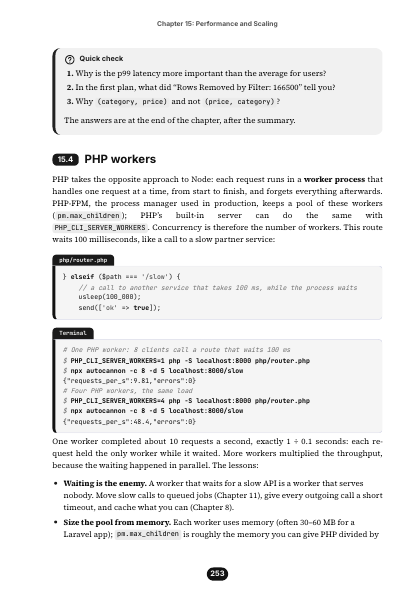 Chapter 15: Performance and Scaling
? Quick check
1. Why is the p99 latency more important than the average for users?
2. In the first plan, what did “Rows Removed by Filter: 166500” tell you?
3. Why (category, price) and not (price, category)?
The answers are at the end of the chapter, after the summary.
15.4 PHP workers
PHP takes the opposite approach to Node: each request runs in a worker process that
handles one request at a time, from start to finish, and forgets everything afterwards.
PHP-FPM, the process manager used in production, keeps a pool of these workers
(pm.max_children); PHP’s built-in server can do the same with
PHP_CLI_SERVER_WORKERS. Concurrency is therefore the number of workers. This route
waits 100 milliseconds, like a call to a slow partner service:
php/router.php
} elseif ($path === '/slow') {
// a call to another service that takes 100 ms, while the process waits
usleep(100_000);
send(['ok' => true]);
Terminal
# One PHP worker: 8 clients call a route that waits 100 ms
$ PHP_CLI_SERVER_WORKERS=1 php -S localhost:8000 php/router.php
$ npx autocannon -c 8 -d 5 localhost:8000/slow
{"requests_per_s":9.81,"errors":0}
# Four PHP workers, the same load
$ PHP_CLI_SERVER_WORKERS=4 php -S localhost:8000 php/router.php
$ npx autocannon -c 8 -d 5 localhost:8000/slow
{"requests_per_s":48.4,"errors":0}
One worker completed about 10 requests a second, exactly 1 ÷ 0.1 seconds: each re-
quest held the only worker while it waited. More workers multiplied the throughput,
because the waiting happened in parallel. The lessons:
• Waiting is the enemy. A worker that waits for a slow API is a worker that serves
nobody. Move slow calls to queued jobs (Chapter 11), give every outgoing call a short
timeout, and cache what you can (Chapter 8).
• Size the pool from memory. Each worker uses memory (often 30–60 MB for a
Laravel app); pm.max_children is roughly the memory you can give PHP divided by
253